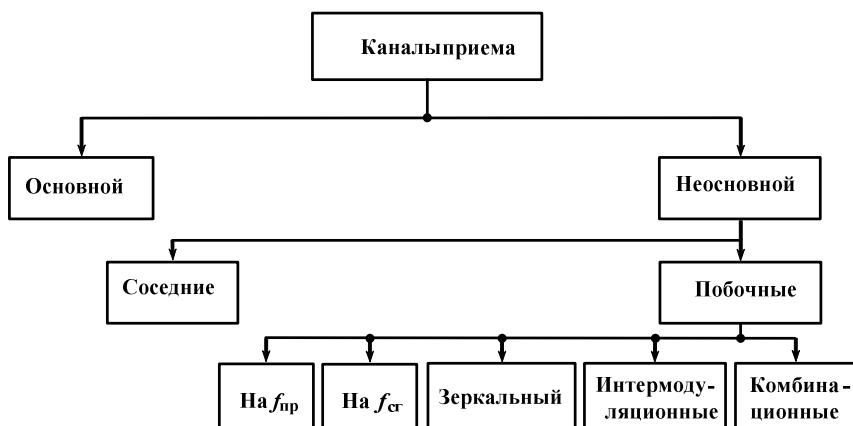 Каналыприема
Основной
Неосновной
Соседние
Побочные
На fпр
На fсг
Зеркальный
Интермоду-
ляционные
Комбина-
ционные